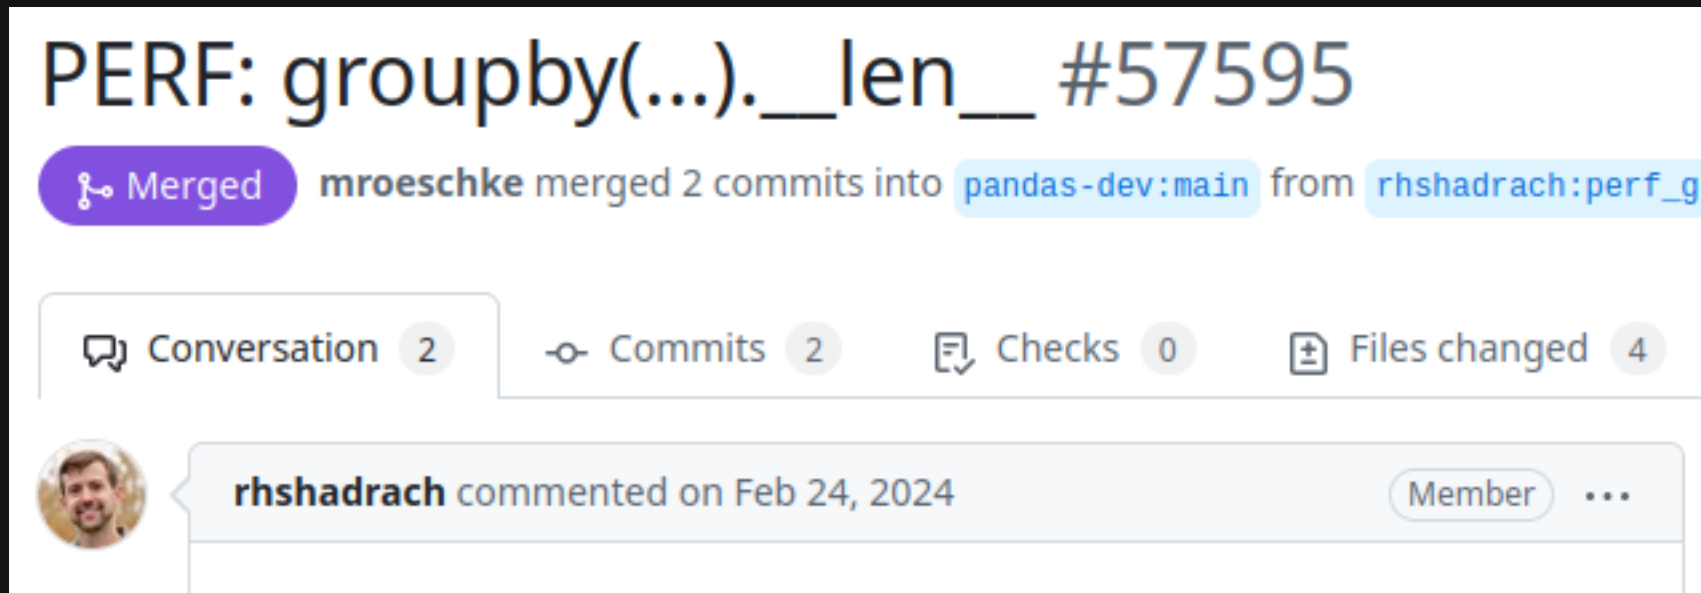 PERF: groupby(...).__len__ #57595
Merged mroeschke merged 2 commits into pandas-dev:main from rhshadrach:perf_g
Conversation 2 Commits 2 Checks 0 Files changed 4
rhshadrach commented on Feb 24, 2024 Member ...